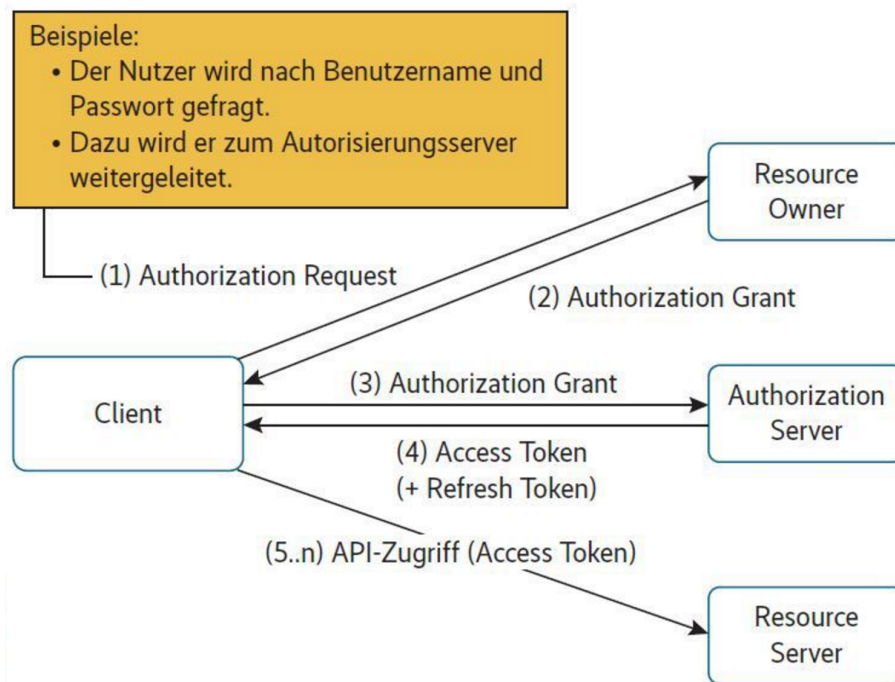 Beispiele:
• Der Nutzer wird nach Benutzername und
Passwort gefragt.
• Dazu wird er zum Autorisierungsserver
weitergeleitet.
Resource
Owner
(1) Authorization Request
(2) Authorization Grant
Client
(3) Authorization Grant
Authorization
Server
(4) Access Token
(+ Refresh Token)
(5..n) API-Zugriff (Access Token)
Resource
Server